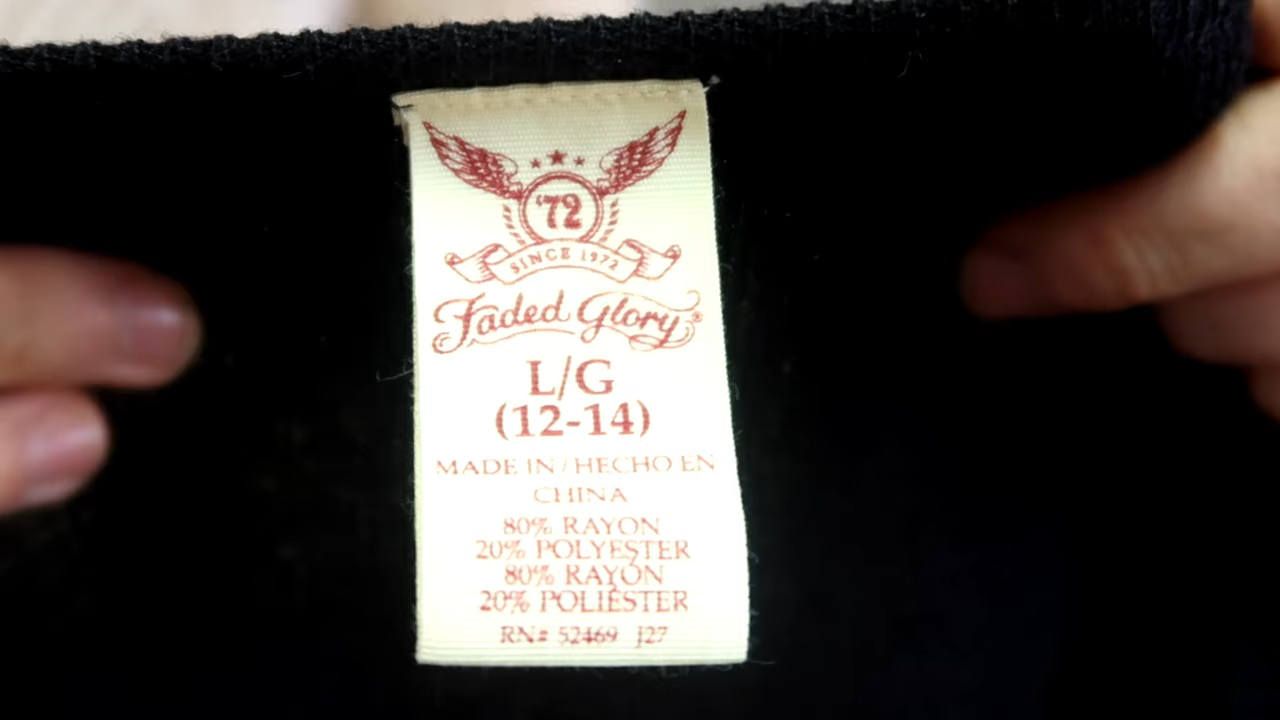 '72
SINCE 1972
Faded Glory®
L/G
(12-14)
MADE IN/HECHO EN
CHINA
80% RAYON
20% POLYESTER
80% RAYÓN
20% POLIÉSTER
RN# 52469 J27